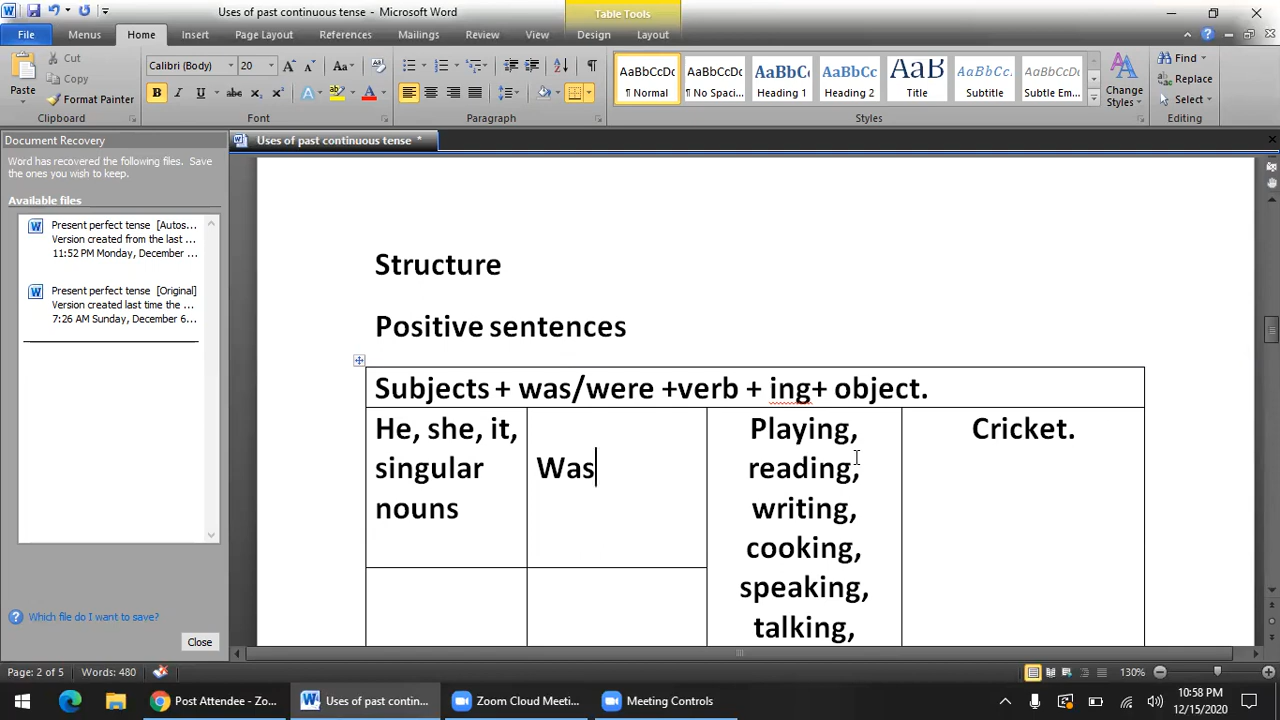 Uses of past continuous tense - Microsoft Word
Table Tools
File Menus Home Insert Page Layout References Mailings Review View Design Layout
Paste
Cut
Copy
Format Painter
Clipboard
Calibri (Body) 20
Font
Paragraph
AaBbCcDc AaBbCcDc AaBbCc AaBbCc AaB AaBbCcL AaBbCcDc
¶ Normal ¶ No Spaci... Heading 1 Heading 2 Title Subtitle Subtle Em...
Styles
Change Styles
Find
Replace
Select
Editing
Document Recovery
Word has recovered the following files. Save
the ones you wish to keep.
Available files
Present perfect tense [Autos...
Version created from the last ...
11:52 PM Monday, December ...
Present perfect tense [Original]
Version created last time the ...
7:26 AM Sunday, December 6...
Which file do I want to save?
Close
Uses of past continuous tense *
Structure
Positive sentences
Subjects + was/were +verb + ing+ object.
He, she, it,
singular
nouns
Was
Playing,
reading,
writing,
cooking,
speaking,
talking,
Cricket.
Page: 2 of 5 Words: 480 130%
Post Attendee - Zo...
Uses of past contin...
Zoom Cloud Meeti...
Meeting Controls
10:58 PM
12/15/2020